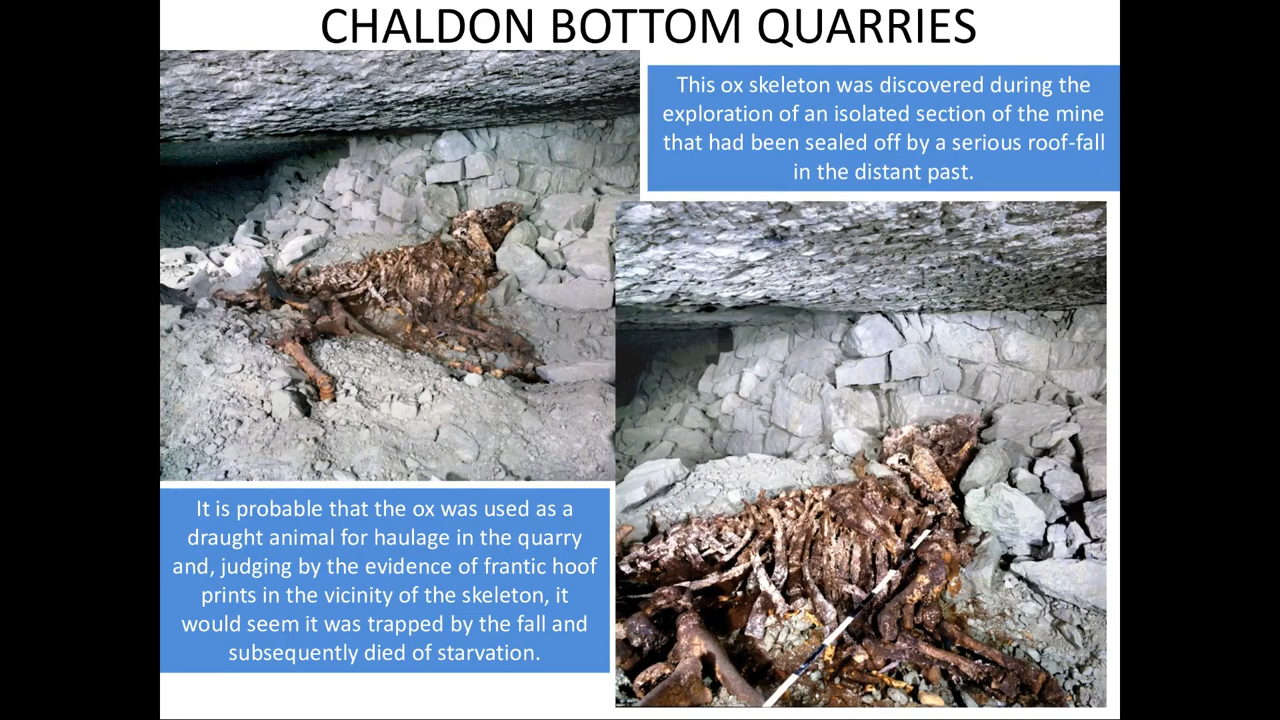 CHALDON BOTTOM QUARRIES
This ox skeleton was discovered during the
exploration of an isolated section of the mine
that had been sealed off by a serious roof-fall
in the distant past.
It is probable that the ox was used as a
draught animal for haulage in the quarry
and, judging by the evidence of frantic hoof
prints in the vicinity of the skeleton, it
would seem it was trapped by the fall and
subsequently died of starvation.